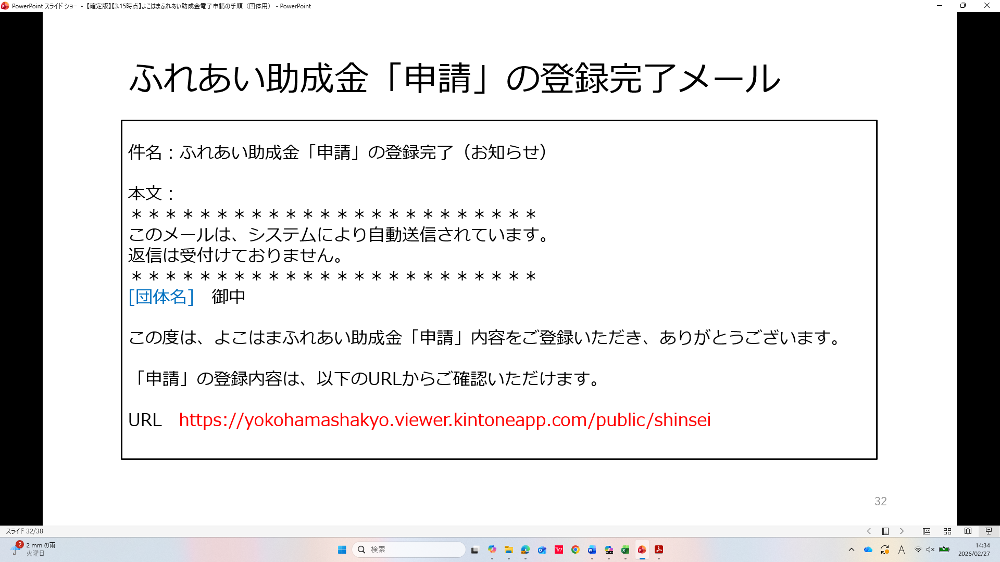 PowerPoint スライド ショー - 【確定版】【3.15時点】よこはまふれあい助成金電子申請の手順（団体用） - PowerPoint
ふれあい助成金「申請」の登録完了メール
件名：ふれあい助成金「申請」の登録完了（お知らせ）
本文：
＊＊＊＊＊＊＊＊＊＊＊＊＊＊＊＊＊＊＊＊＊＊＊＊
このメールは、システムにより自動送信されています。
返信は受付けておりません。
＊＊＊＊＊＊＊＊＊＊＊＊＊＊＊＊＊＊＊＊＊＊＊＊
[団体名]　御中
この度は、よこはまふれあい助成金「申請」内容をご登録いただき、ありがとうございます。
「申請」の登録内容は、以下のURLからご確認いただけます。
URL　https://yokohamashakyo.viewer.kintoneapp.com/public/shinsei
32
スライド 32/38
2
2 mm の雨
火曜日
検索
A
14:34
2026/02/27